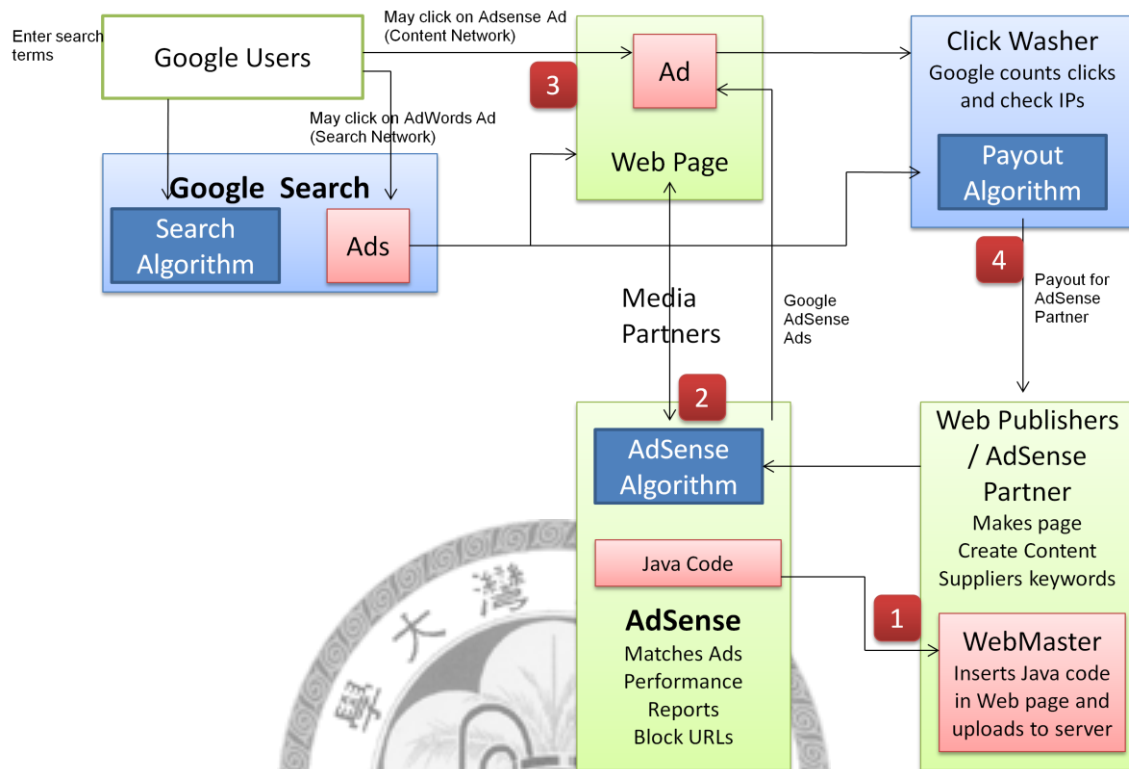 Enter search
terms
Google Users
May click on Adsense Ad
(Content Network)
May click on AdWords Ad
(Search Network)
Google Search
Search
Algorithm
Ads
3
Ad
Web Page
Click Washer
Google counts clicks
and check IPs
Payout
Algorithm
4
Payout for
AdSense
Partner
Media
Partners
Google
AdSense
Ads
2
AdSense
Algorithm
Java Code
AdSense
Matches Ads
Performance
Reports
Block URLs
Web Publishers
/ AdSense
Partner
Makes page
Create Content
Suppliers keywords
1
WebMaster
Inserts Java code
in Web page and
uploads to server
學大灣